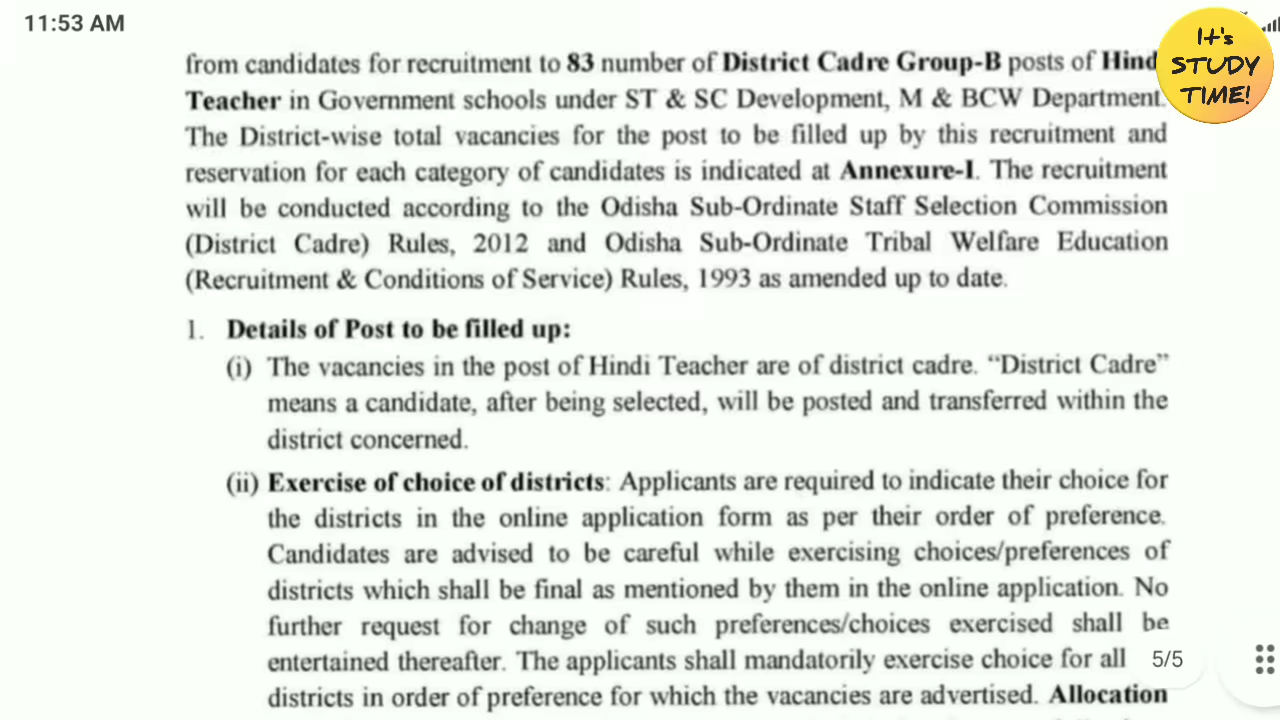 11:53 AM
It's
STUDY
TIME!
from candidates for recruitment to 83 number of District Cadre Group-B posts of Hind
Teacher in Government schools under ST & SC Development, M & BCW Department.
The District-wise total vacancies for the post to be filled up by this recruitment and
reservation for each category of candidates is indicated at Annexure-I. The recruitment
will be conducted according to the Odisha Sub-Ordinate Staff Selection Commission
(District Cadre) Rules, 2012 and Odisha Sub-Ordinate Tribal Welfare Education
(Recruitment & Conditions of Service) Rules, 1993 as amended up to date.
1. Details of Post to be filled up:
(i) The vacancies in the post of Hindi Teacher are of district cadre. “District Cadre”
means a candidate, after being selected, will be posted and transferred within the
district concerned.
(ii) Exercise of choice of districts: Applicants are required to indicate their choice for
the districts in the online application form as per their order of preference.
Candidates are advised to be careful while exercising choices/preferences of
districts which shall be final as mentioned by them in the online application. No
further request for change of such preferences/choices exercised shall be
entertained thereafter. The applicants shall mandatorily exercise choice for all
5/5
districts in order of preference for which the vacancies are advertised. Allocation